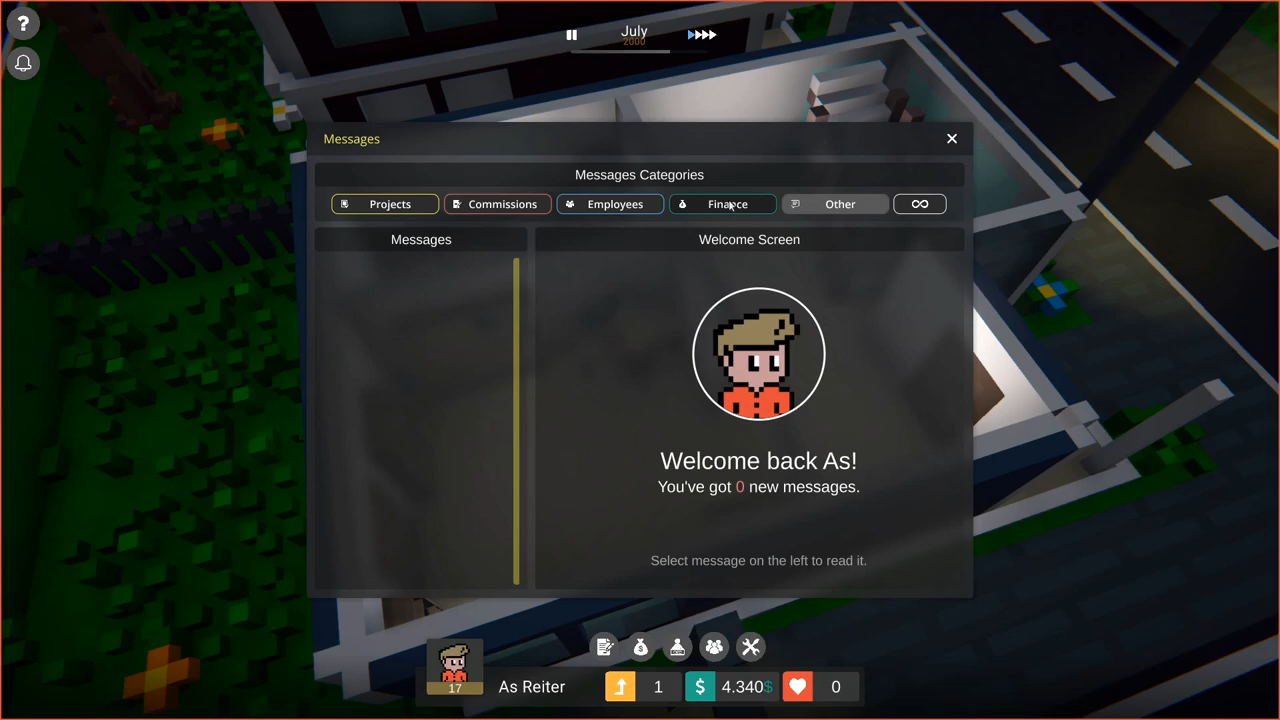 ?
July
2000
Messages
Messages Categories
Projects
Commissions
Employees
Finance
Other
Messages
Welcome Screen
Welcome back As!
You've got 0 new messages.
Select message on the left to read it.
17
As Reiter
1
$
4.340$
0